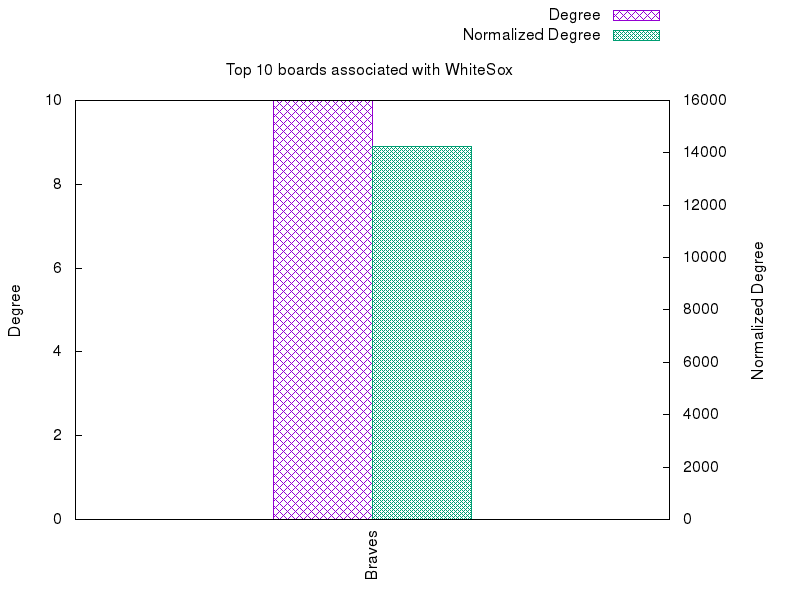 Degree
Normalized Degree
Top 10 boards associated with WhiteSox
10
8
6
4
2
0
16000
14000
12000
10000
8000
6000
4000
2000
0
Degree
Normalized Degree
Braves